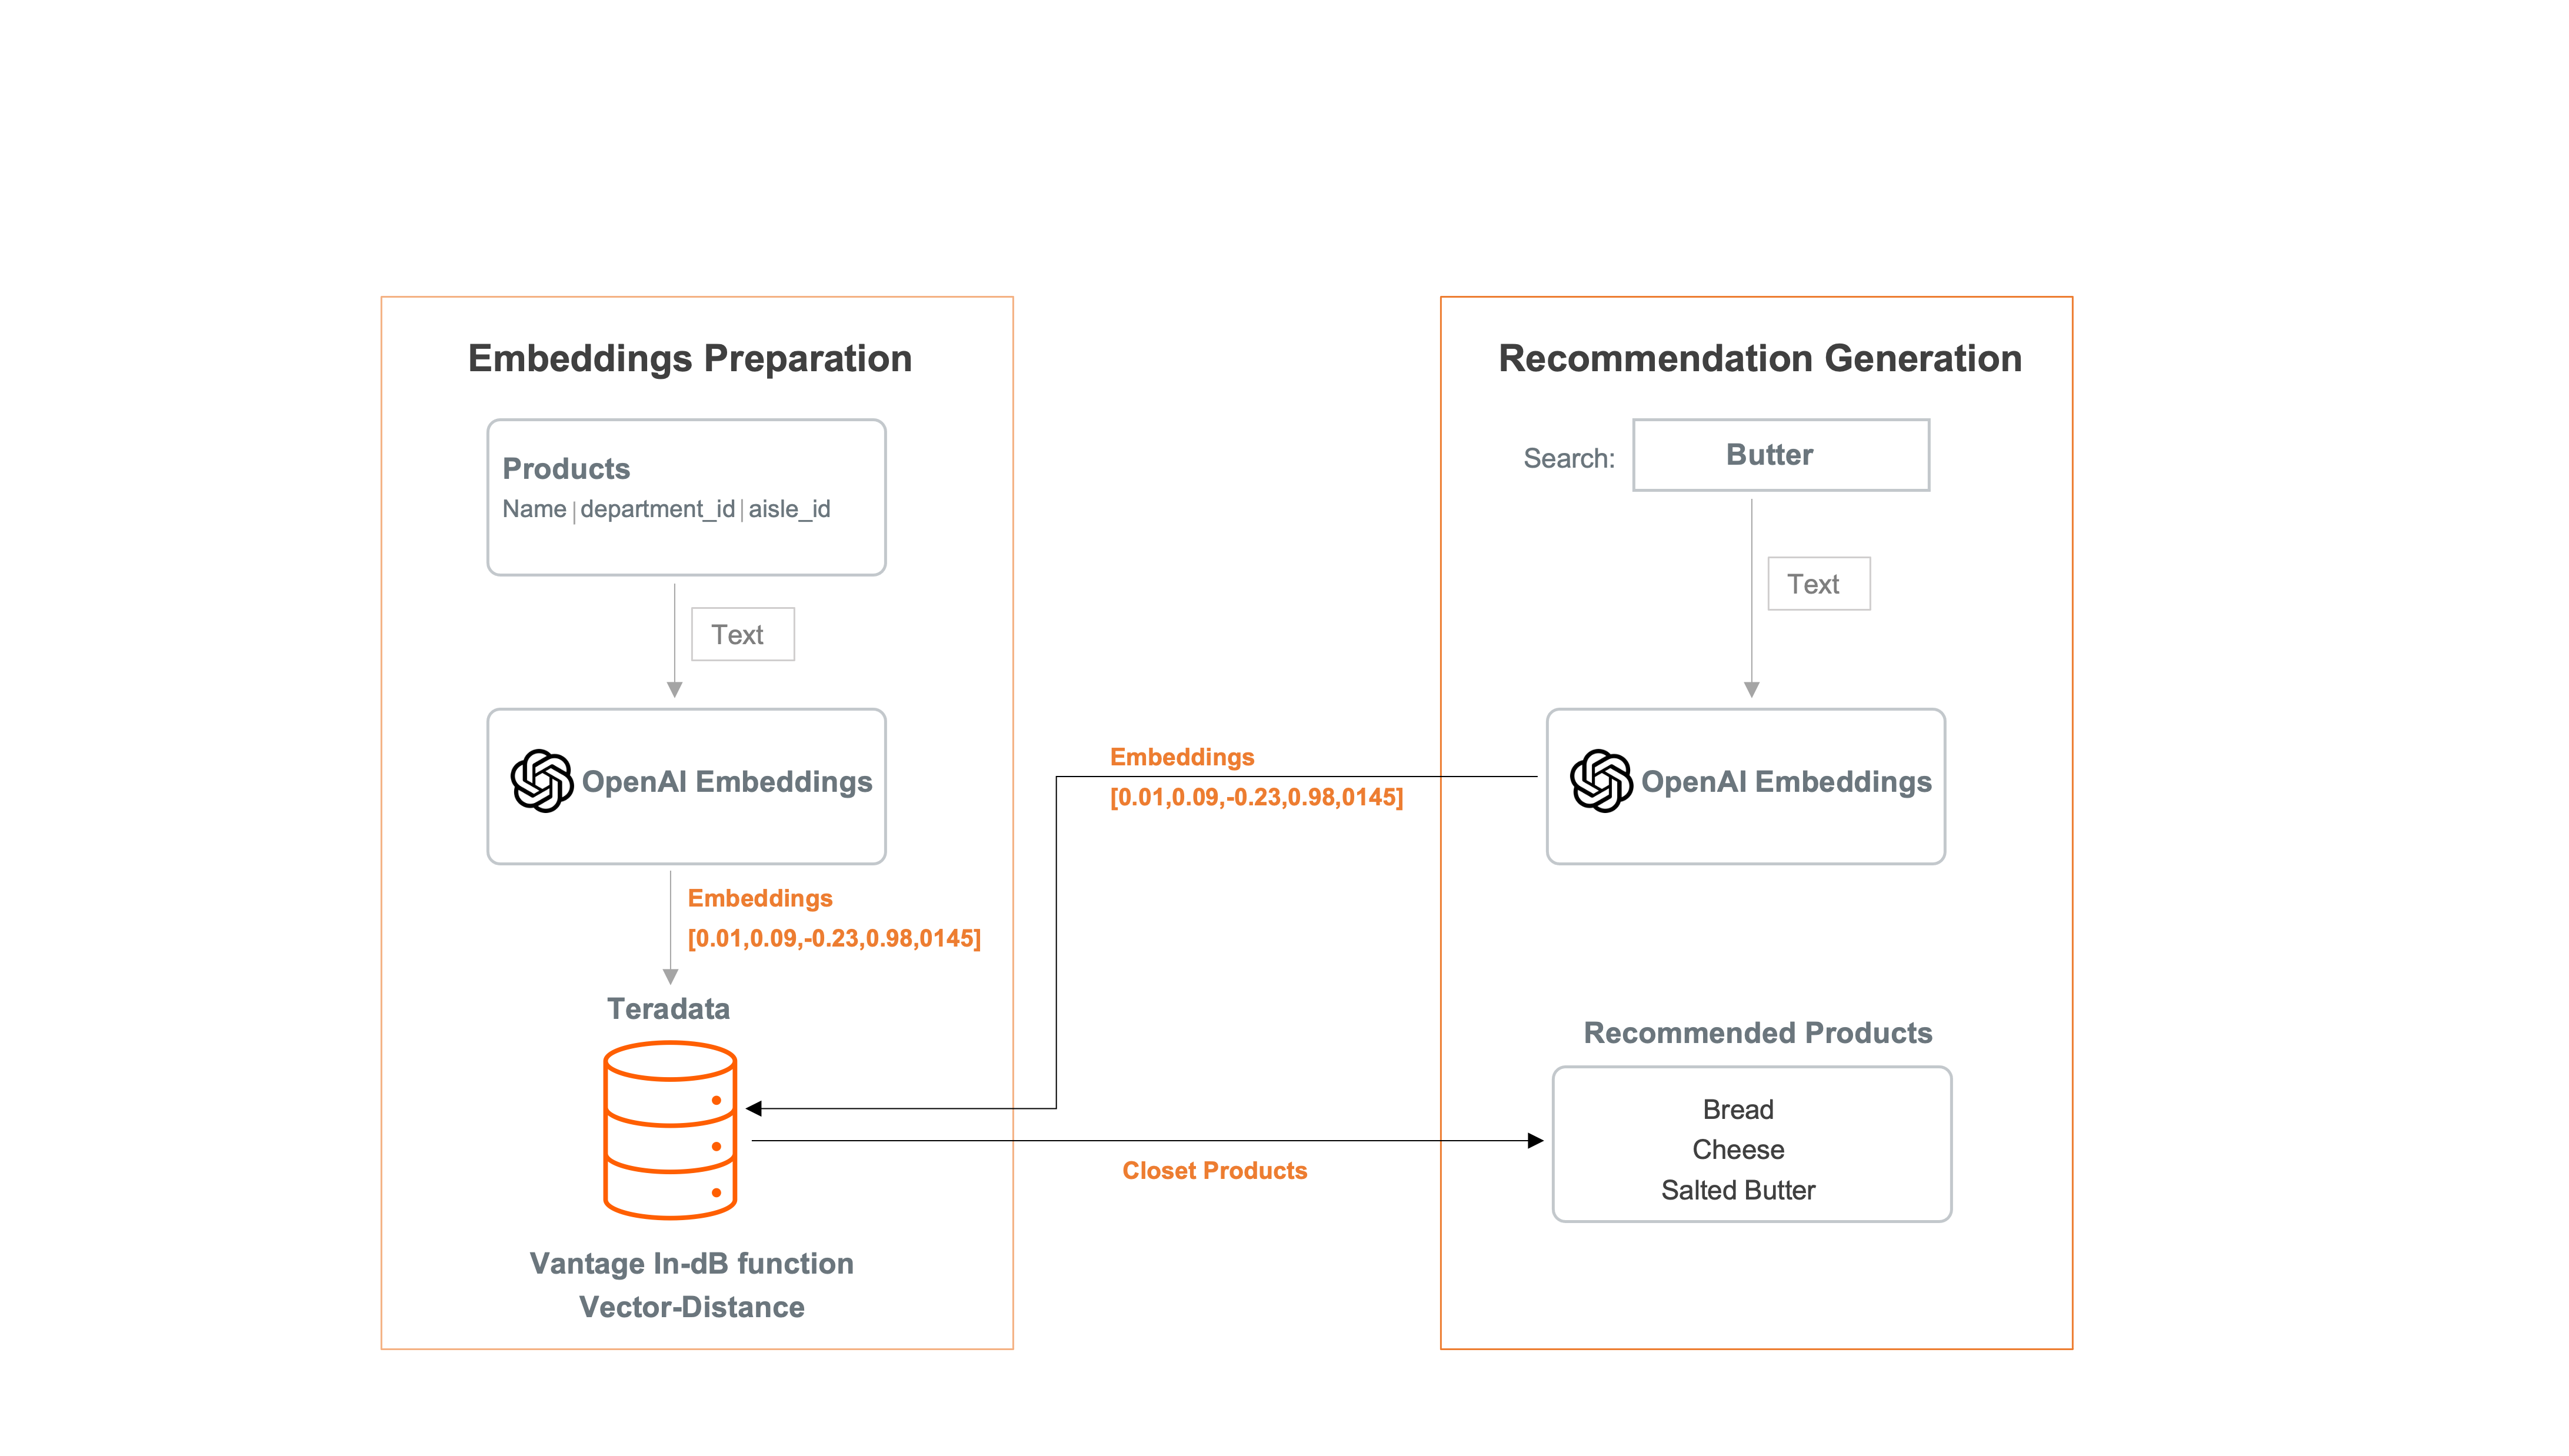 Embeddings Preparation
Products
Name|department_id|aisle_id
Text
OpenAI Embeddings
Embeddings
[0.01,0.09,-0.23,0.98,0145]
Teradata
Vantage In-dB function
Vector-Distance
Embeddings
[0.01,0.09,-0.23,0.98,0145]
Closet Products
Recommendation Generation
Search: Butter
Text
OpenAI Embeddings
Recommended Products
Bread
Cheese
Salted Butter